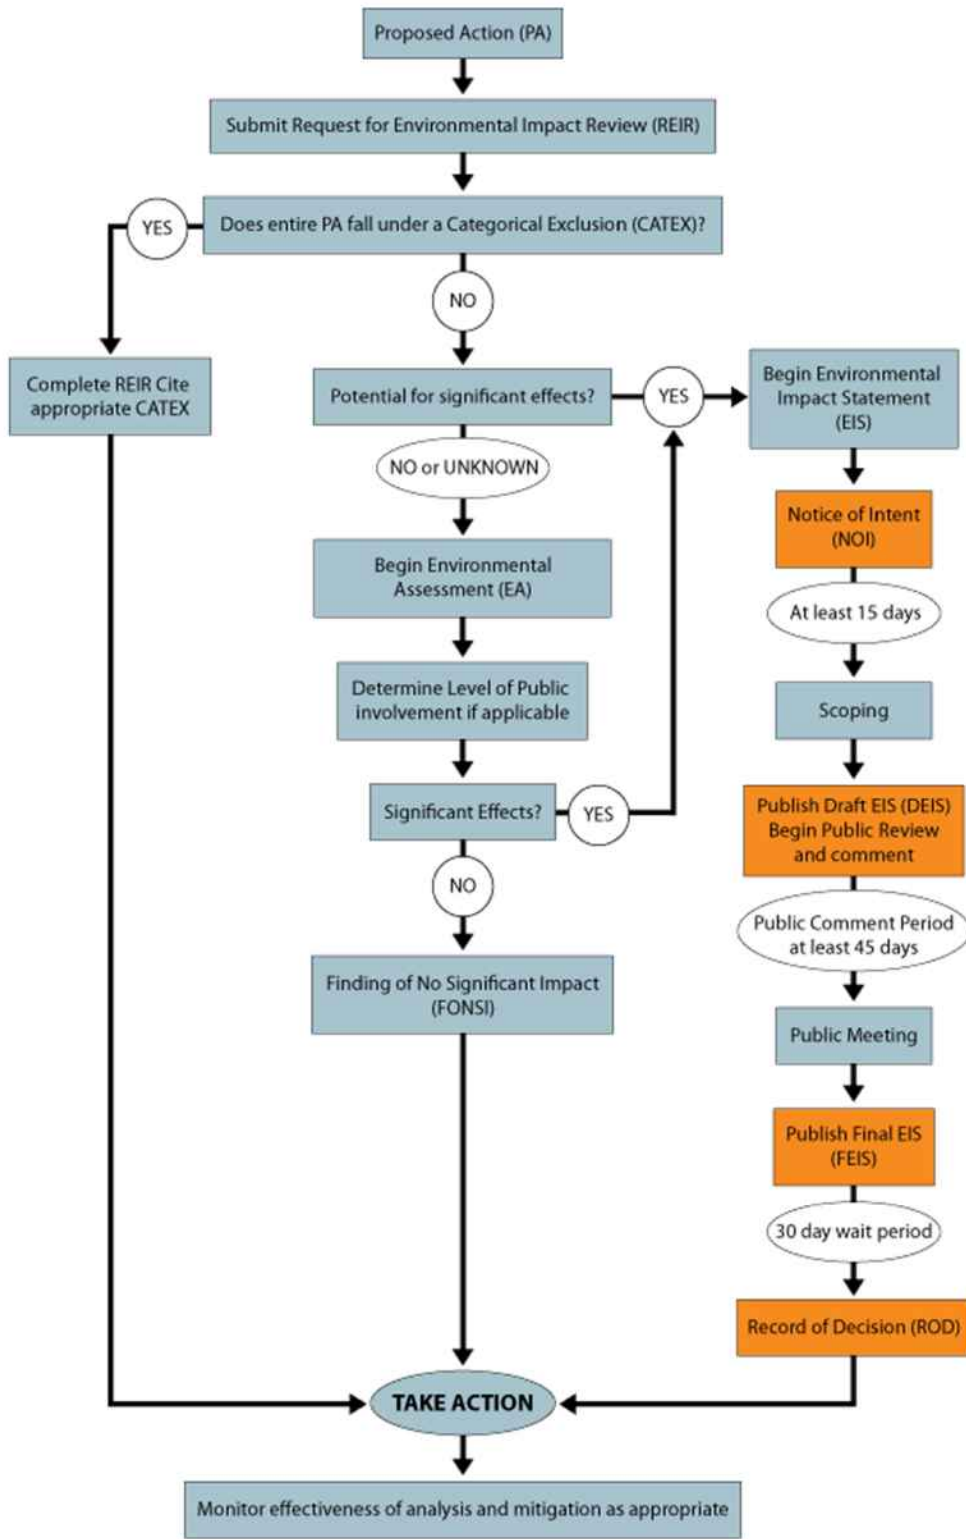 Proposed Action (PA)
Submit Request for Environmental Impact Review (REIR)
Does entire PA fall under a Categorical Exclusion (CATEX)?
YES
NO
Complete REIR Cite
appropriate CATEX
Potential for significant effects?
YES
Begin Environmental
Impact Statement
(EIS)
NO or UNKNOWN
Notice of Intent
(NOI)
Begin Environmental
Assessment (EA)
At least 15 days
Determine Level of Public
involvement if applicable
Scoping
Significant Effects?
YES
Publish Draft EIS (DEIS)
Begin Public Review
and comment
NO
Public Comment Period
at least 45 days
Finding of No Significant Impact
(FONSI)
Public Meeting
Publish Final EIS
(FEIS)
30 day wait period
Record of Decision (ROD)
TAKE ACTION
Monitor effectiveness of analysis and mitigation as appropriate